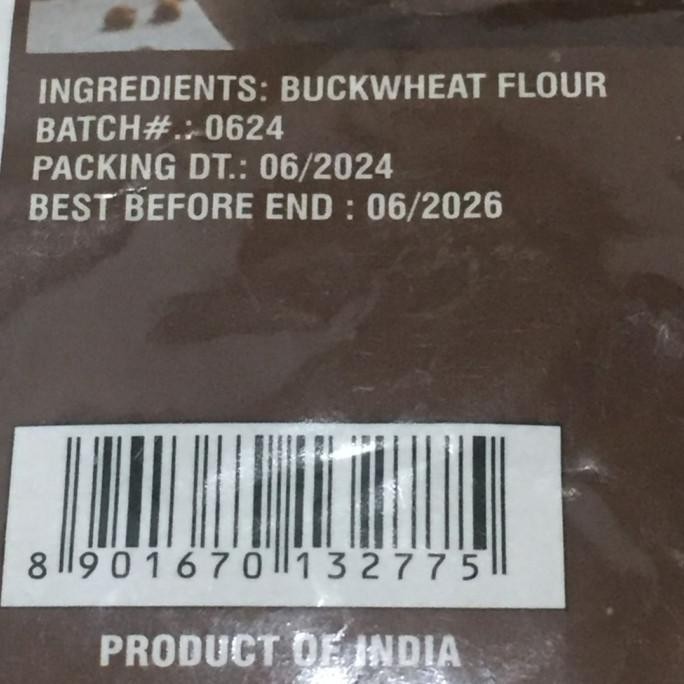 INGREDIENTS: BUCKWHEAT FLOUR
BATCH#.: 0624
PACKING DT.: 06/2024
BEST BEFORE END : 06/2026
8 901670 132775
PRODUCT OF INDIA